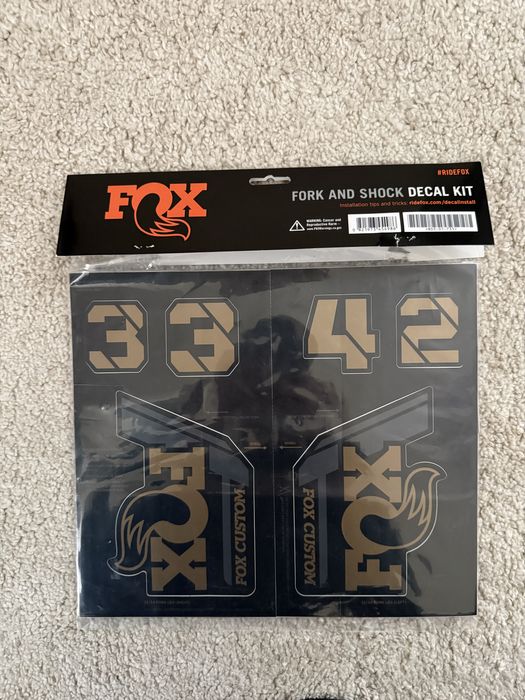 #RIDEFOX
FOX
FORK AND SHOCK DECAL KIT
Installation tips and tricks: ridefox.com/decalinstall
WARNING: Cancer and
Reproductive Harm
3 3 4 2
FOX
FOX CUSTOM
FOX CUSTOM
FOX